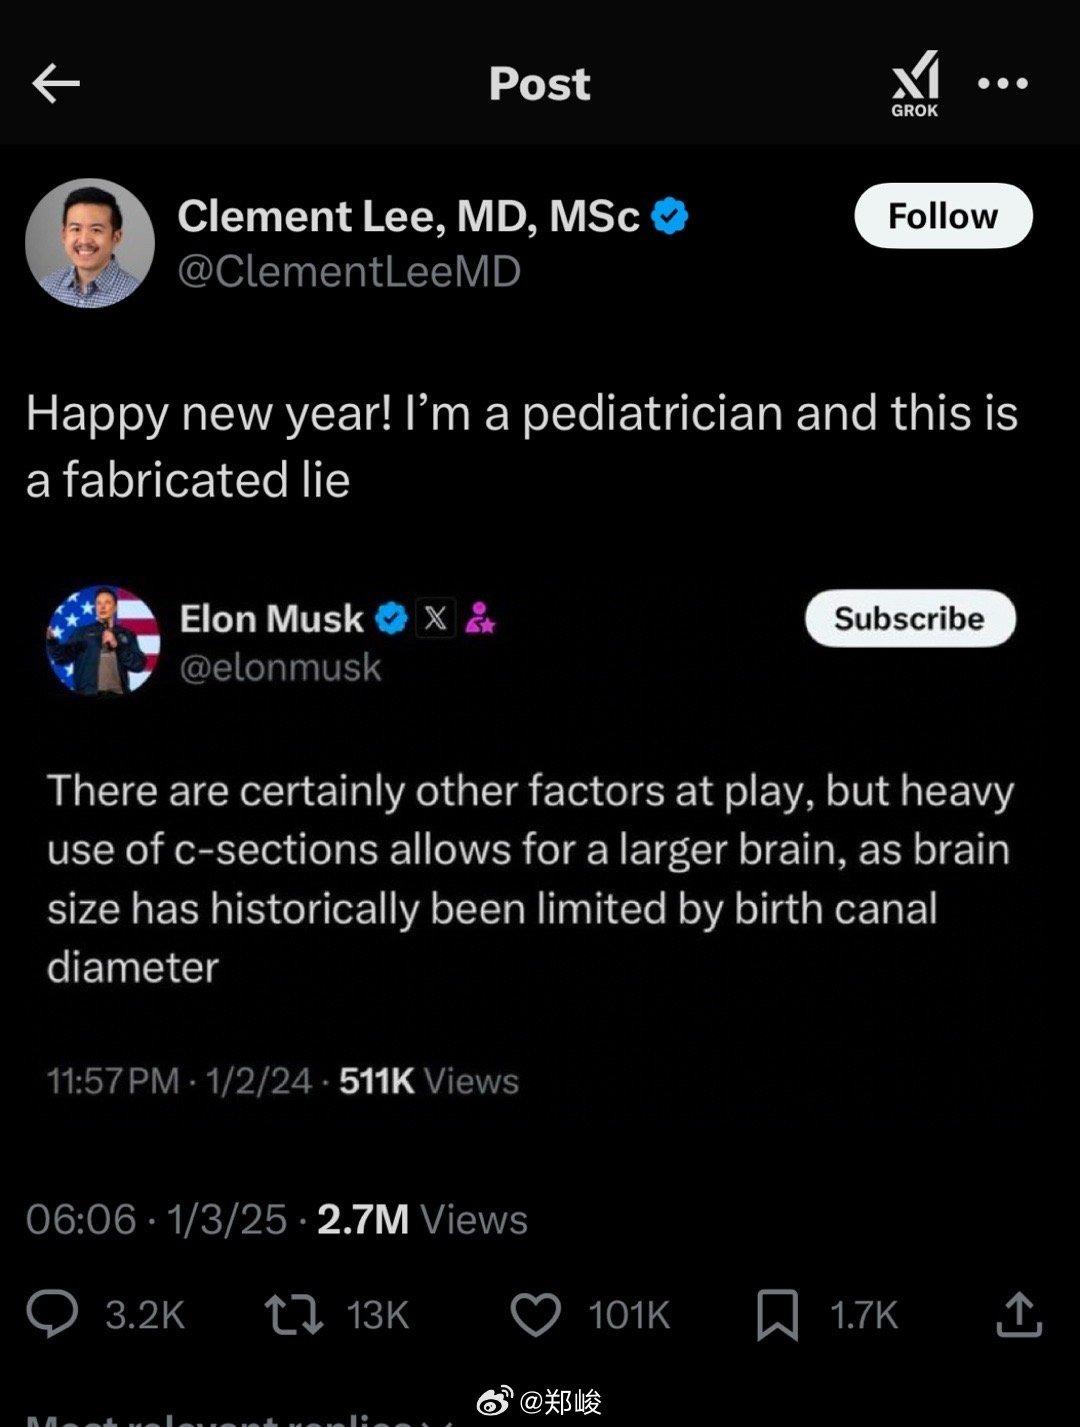 Post
GROK
Clement Lee, MD, MSc
Follow
@ClementLeeMD
Happy new year! I’m a pediatrician and this is
a fabricated lie
Elon Musk
Subscribe
@elonmusk
There are certainly other factors at play, but heavy
use of c-sections allows for a larger brain, as brain
size has historically been limited by birth canal
diameter
11:57 PM · 1/2/24 · 511K Views
06:06 · 1/3/25 · 2.7M Views
3.2K 13K 101K 1.7K
Most relevant replies
@郑峻